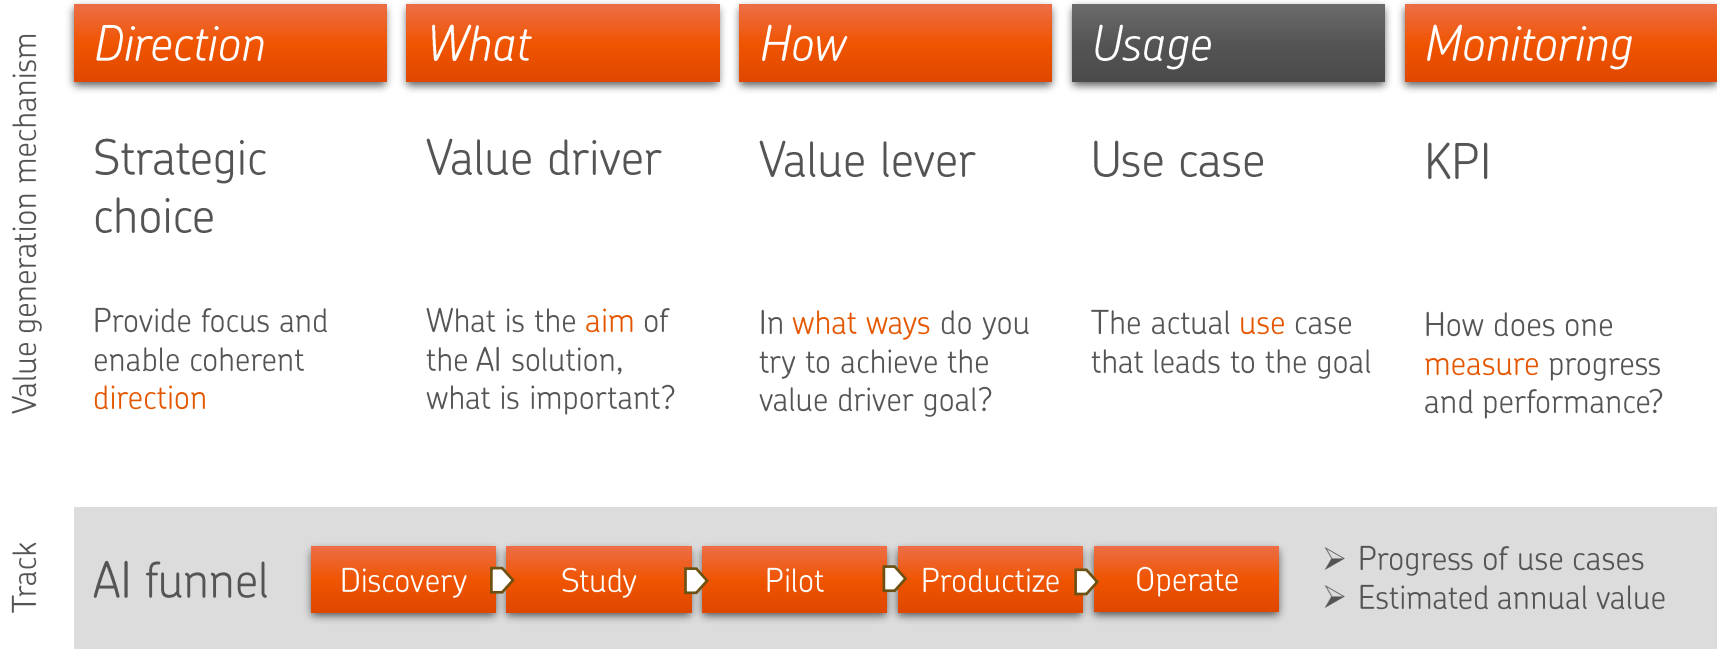 Value generation mechanism
Direction
What
How
Usage
Monitoring
Strategic
choice
Value driver
Value lever
Use case
KPI
Provide focus and
enable coherent
direction
What is the aim of
the AI solution,
what is important?
In what ways do you
try to achieve the
value driver goal?
The actual use case
that leads to the goal
How does one
measure progress
and performance?
Track
AI funnel
Discovery
Study
Pilot
Productize
Operate
Progress of use cases
Estimated annual value